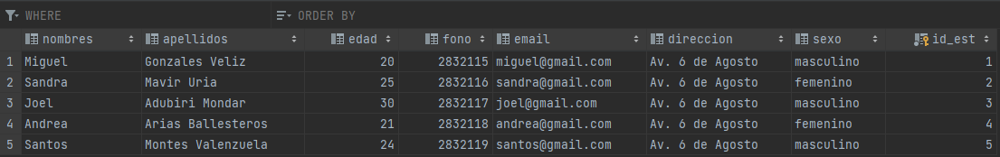 WHERE ORDER BY
nombres apellidos edad fono email direccion sexo id_est
1 Miguel Gonzales Veliz 20 2832115 miguel@gmail.com Av. 6 de Agosto masculino 1
2 Sandra Mavir Uria 25 2832116 sandra@gmail.com Av. 6 de Agosto femenino 2
3 Joel Adubiri Mondar 30 2832117 joel@gmail.com Av. 6 de Agosto masculino 3
4 Andrea Arias Ballesteros 21 2832118 andrea@gmail.com Av. 6 de Agosto femenino 4
5 Santos Montes Valenzuela 24 2832119 santos@gmail.com Av. 6 de Agosto masculino 5